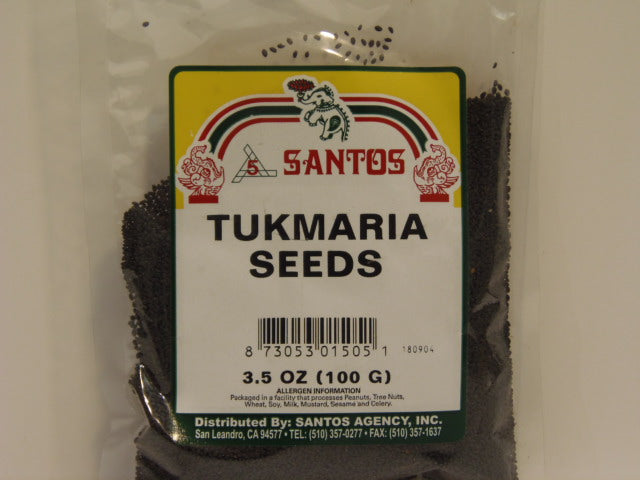 5 SANTOS
TUKMARIA
SEEDS
8 73053 01505 1 180904
3.5 OZ (100 G)
ALLERGEN INFORMATION
Packaged in a facility that processes Peanuts, Tree Nuts,
Wheat, Soy, Milk, Mustard, Sesame and Celery.
Distributed By: SANTOS AGENCY, INC.
San Leandro, CA 94577 • TEL: (510) 357-0277 • FAX: (510) 357-1637